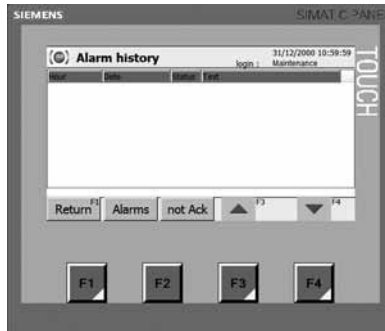 SIEMENS
SIMATIC PANE
TOUCH
Alarm history
login :
31/12/2000 10:59:59
Maintenance
Hour Date Status Text
Return F1 Alarms not Ack F3 F4
F1 F2 F3 F4